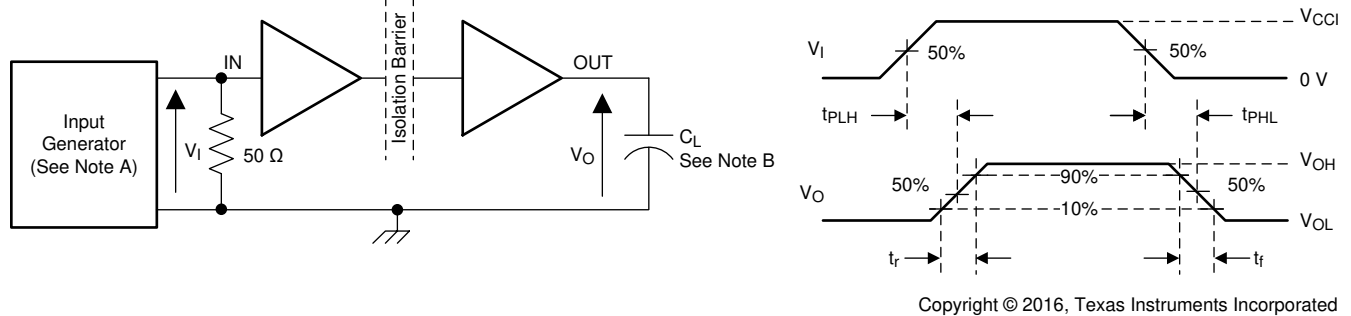 Input
Generator
(See Note A)
V_I
IN
50 Ω
Isolation Barrier
OUT
V_O
C_L
See Note B
V_I
50%
50%
V_CCI
0 V
t_PLH
t_PHL
V_O
50%
90%
10%
50%
V_OH
V_OL
t_r
t_f
Copyright © 2016, Texas Instruments Incorporated